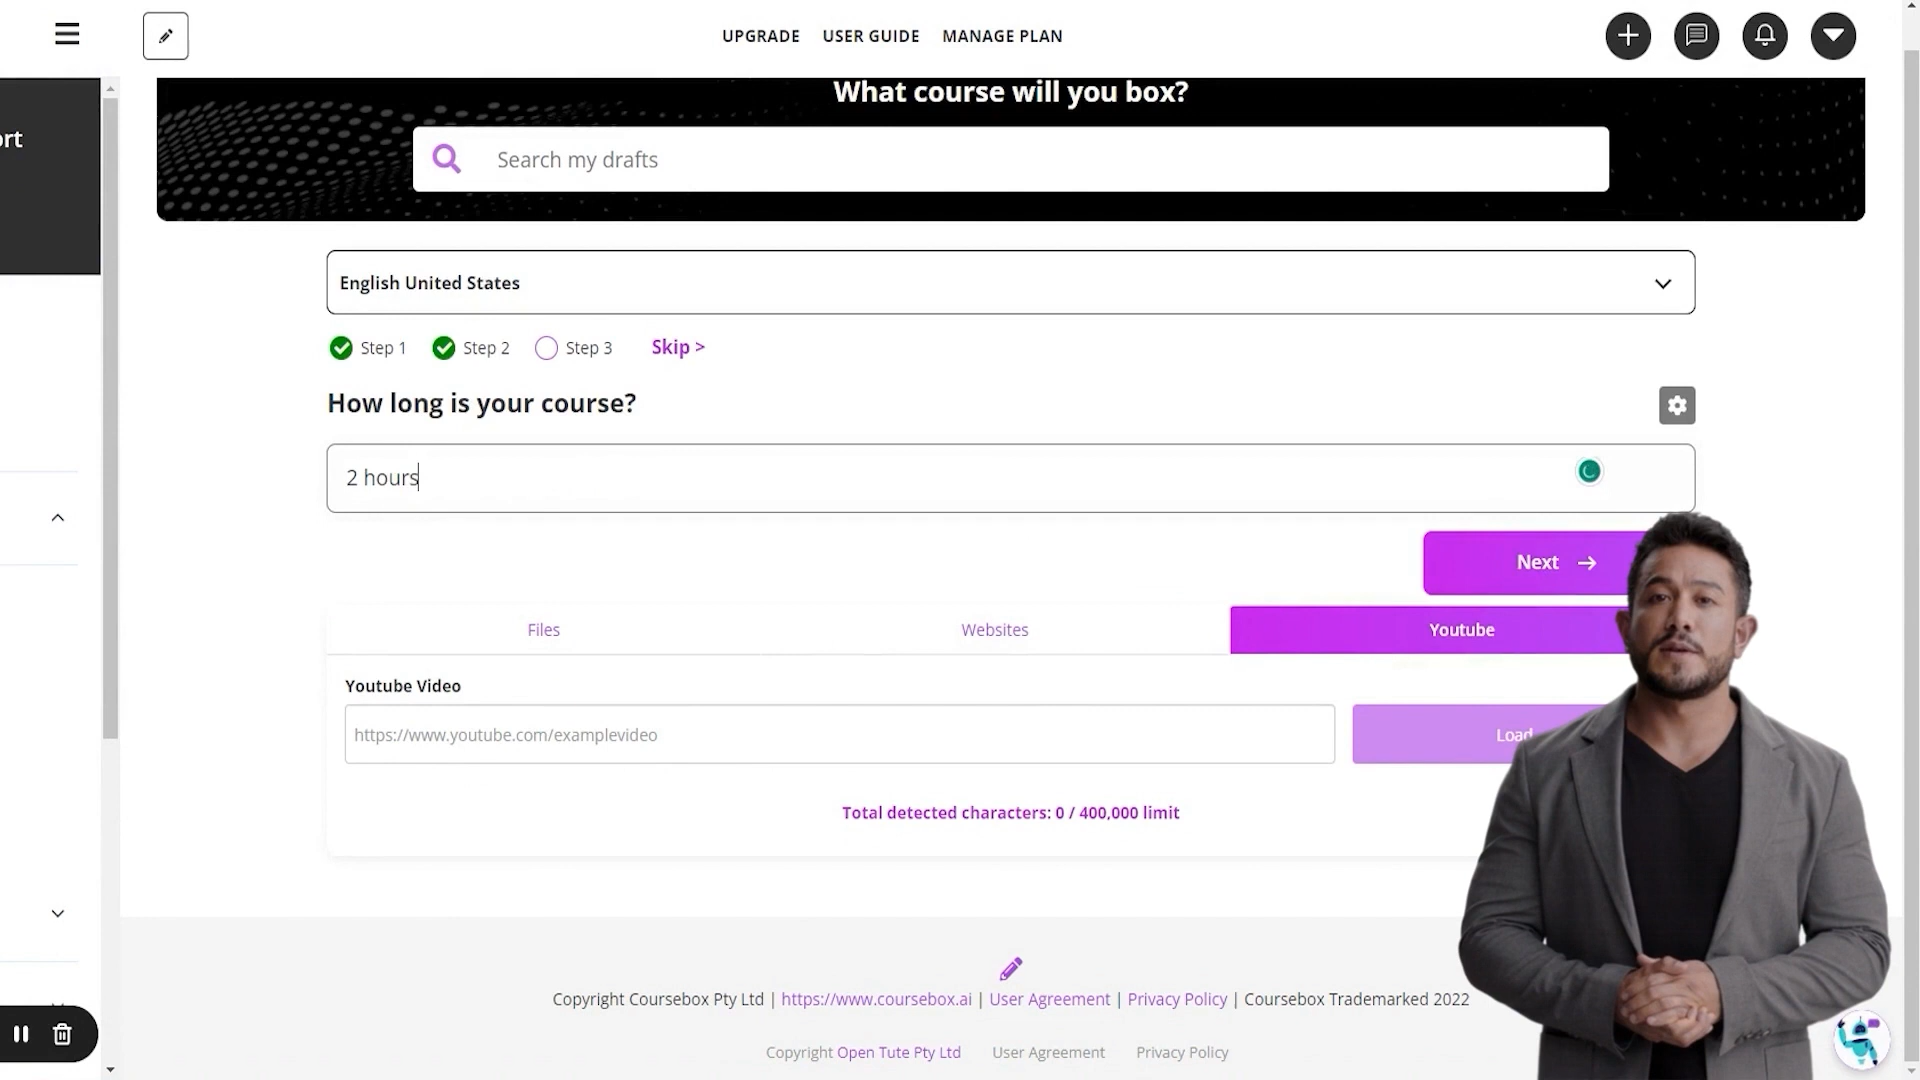 UPGRADE USER GUIDE MANAGE PLAN
ort
What course will you box?
Search my drafts
English United States
Step 1 Step 2 Step 3 Skip >
How long is your course?
2 hours
Next
Files Websites Youtube
Youtube Video
https://www.youtube.com/examplevideo
Load
Total detected characters: 0 / 400,000 limit
Copyright Coursebox Pty Ltd | https://www.coursebox.ai | User Agreement | Privacy Policy | Coursebox Trademarked 2022
Copyright Open Tute Pty Ltd User Agreement Privacy Policy